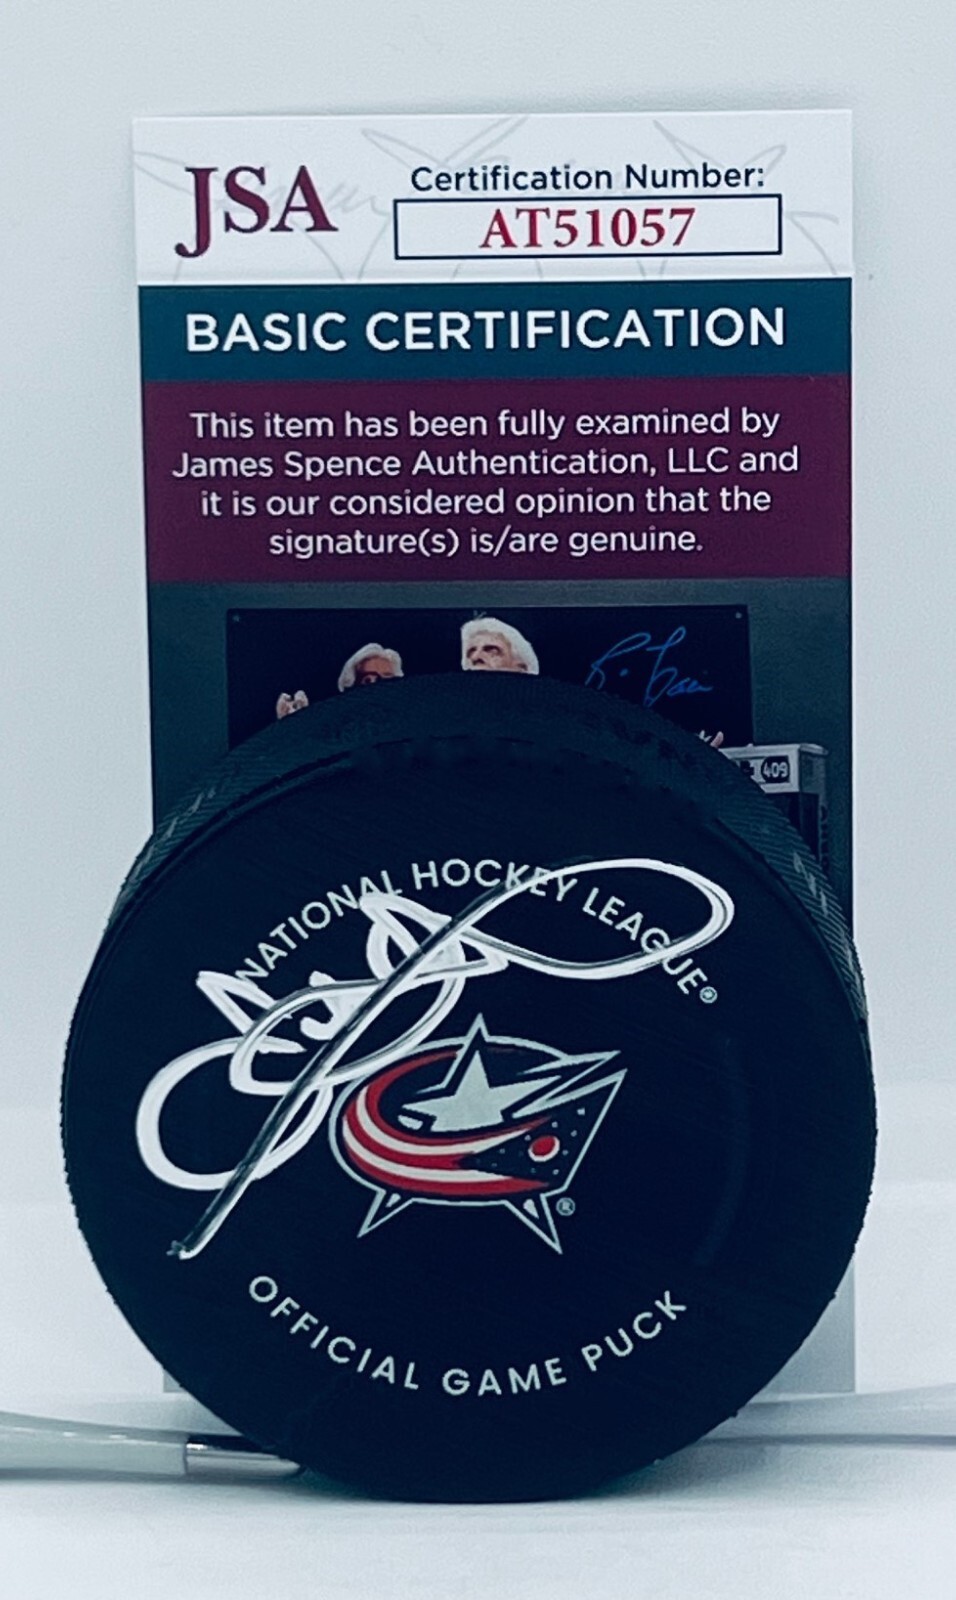 JSA
Certification Number:
AT51057
BASIC CERTIFICATION
This item has been fully examined by
James Spence Authentication, LLC and
it is our considered opinion that the
signature(s) is/are genuine.
409
NATIONAL HOCKEY LEAGUE®
®
OFFICIAL GAME PUCK